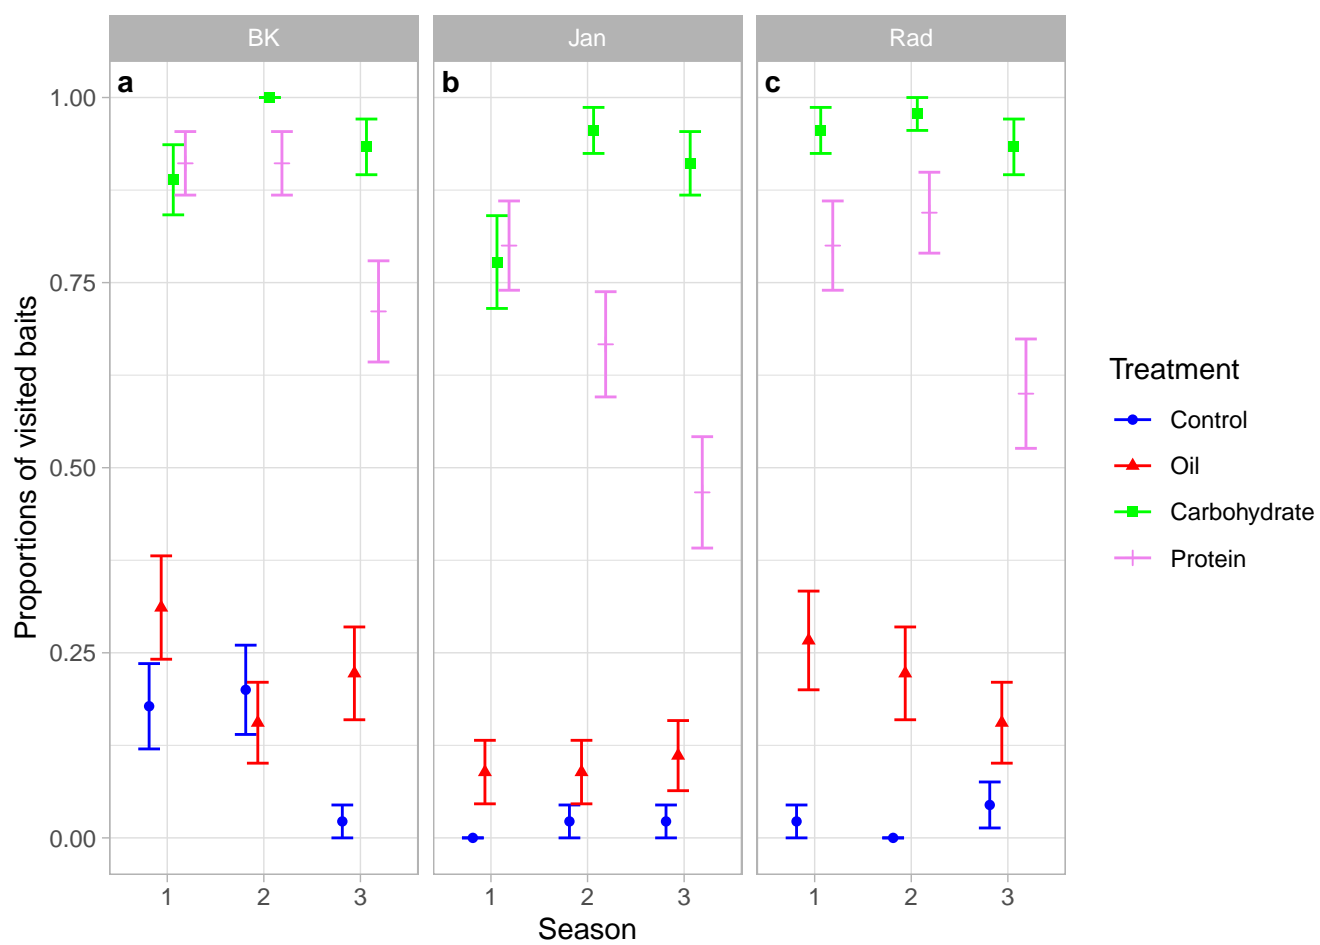 BK
Jan
Rad
a
b
c
1.00
0.75
0.50
0.25
0.00
Proportions of visited baits
1 2 3
1 2 3
1 2 3
Season
Treatment
Control
Oil
Carbohydrate
Protein